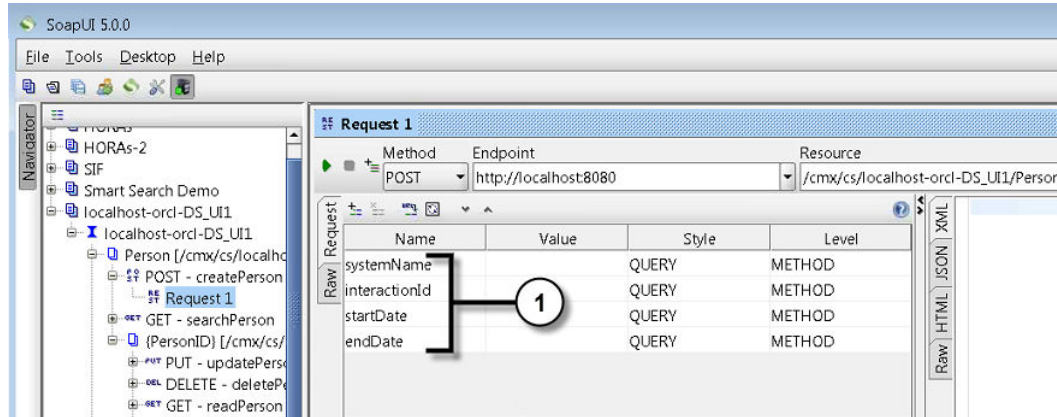 SoapUI 5.0.0
File Tools Desktop Help
Navigator
HORAs-2
SIF
Smart Search Demo
localhost-orcl-DS_UI1
localhost-orcl-DS_UI1
Person [/cmx/cs/localho
POST - createPerson
Request 1
GET - searchPerson
{PersonID} [/cmx/cs/
PUT - updatePerso
DELETE - deletePe
GET - readPerson
Request 1
Method Endpoint Resource
POST http://localhost:8080 /cmx/cs/localhost-orcl-DS_UI1/Person
Request
Raw
Name Value Style Level
systemName QUERY METHOD
interactionId QUERY METHOD
startDate QUERY METHOD
endDate QUERY METHOD
1
XML
JSON
HTML
Raw